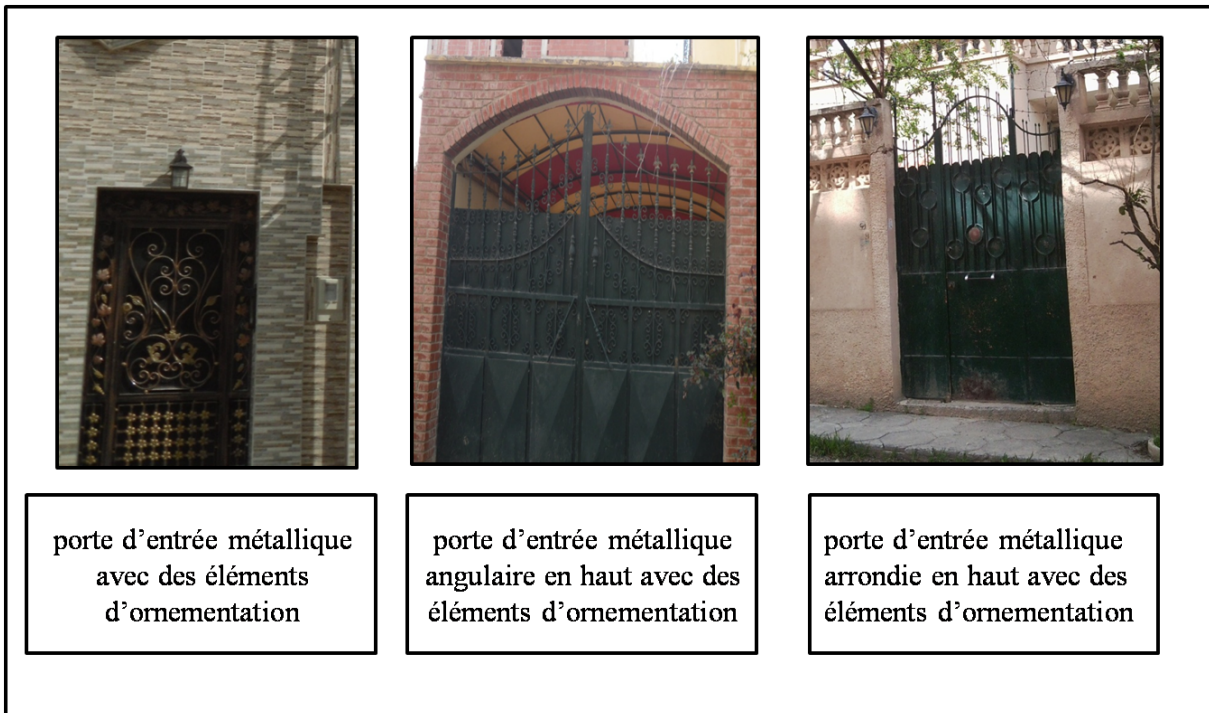 porte d’entrée métallique
avec des éléments
d’ornementation
porte d’entrée métallique
angulaire en haut avec des
éléments d’ornementation
porte d’entrée métallique
arrondie en haut avec des
éléments d’ornementation